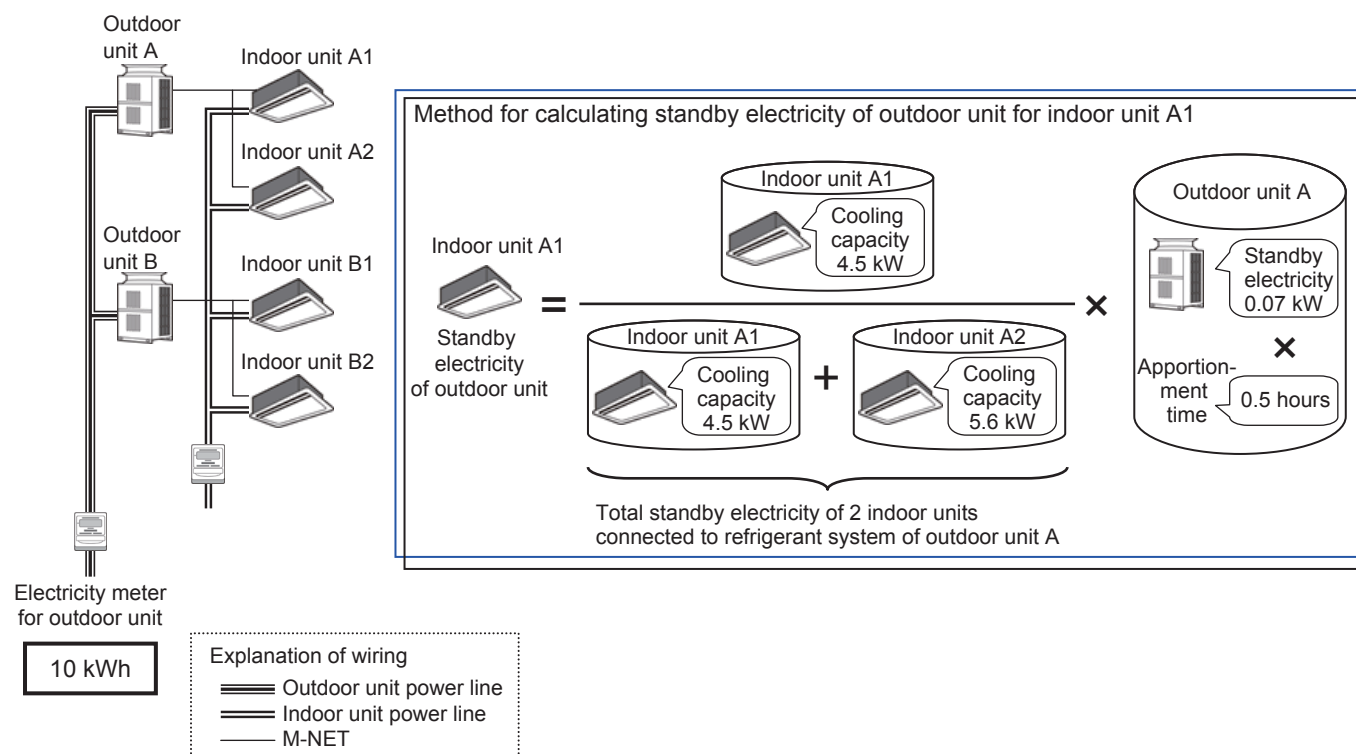 Outdoor
unit A
Indoor unit A1
Indoor unit A2
Outdoor
unit B
Indoor unit B1
Indoor unit B2
Electricity meter
for outdoor unit
10 kWh
Method for calculating standby electricity of outdoor unit for indoor unit A1
Indoor unit A1
Standby
electricity
of outdoor unit
=
Indoor unit A1
Cooling
capacity
4.5 kW
Indoor unit A1
Cooling
capacity
4.5 kW
+
Indoor unit A2
Cooling
capacity
5.6 kW
Total standby electricity of 2 indoor units
connected to refrigerant system of outdoor unit A
×
Outdoor unit A
Standby
electricity
0.07 kW
×
Apportion-
ment
time
0.5 hours
Explanation of wiring
Outdoor unit power line
Indoor unit power line
M-NET